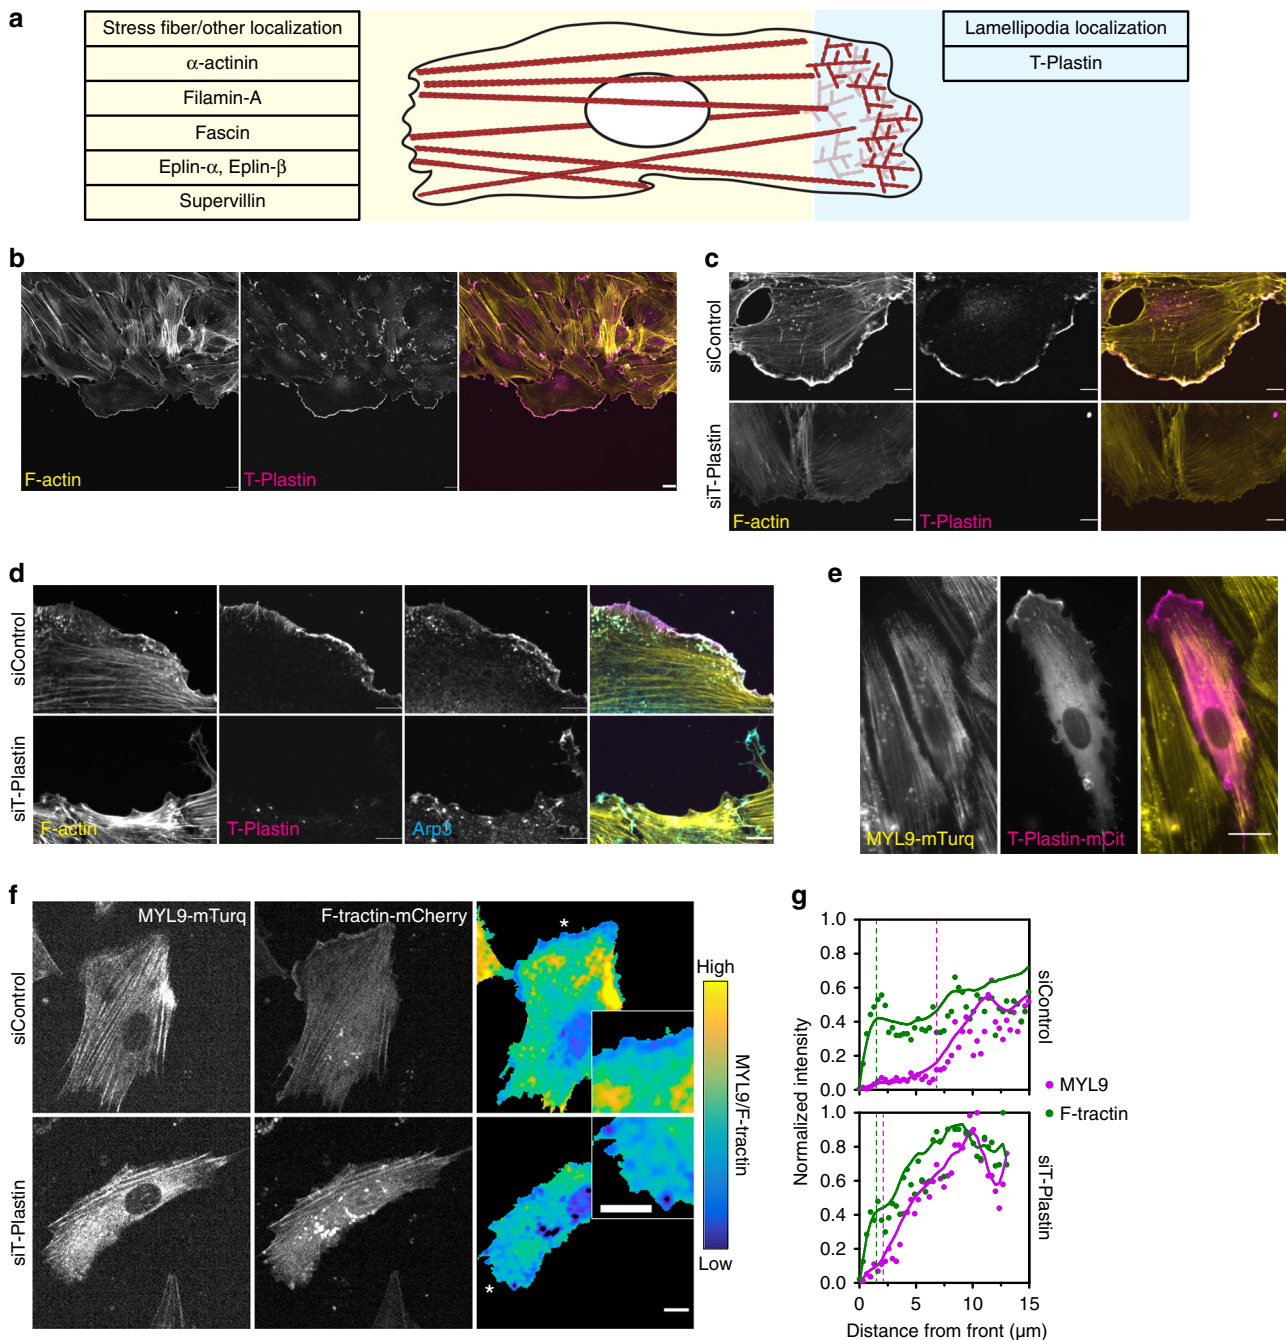 a
Stress fiber/other localization
α-actinin
Filamin-A
Fascin
Eplin-α, Eplin-β
Supervillin
Lamellipodia localization
T-Plastin
b
F-actin
T-Plastin
c
siControl
siT-Plastin
F-actin
T-Plastin
d
siControl
siT-Plastin
F-actin
T-Plastin
Arp3
e
MYL9-mTurq
T-Plastin-mCit
f
MYL9-mTurq
F-tractin-mCherry
siControl
siT-Plastin
*
*
High
MYL9/F-tractin
Low
g
Normalized intensity
1.0
0.8
0.6
0.4
0.2
0.0
siControl
MYL9
F-tractin
1.0
0.8
0.6
0.4
0.2
0.0
siT-Plastin
0 5 10 15
Distance from front (μm)